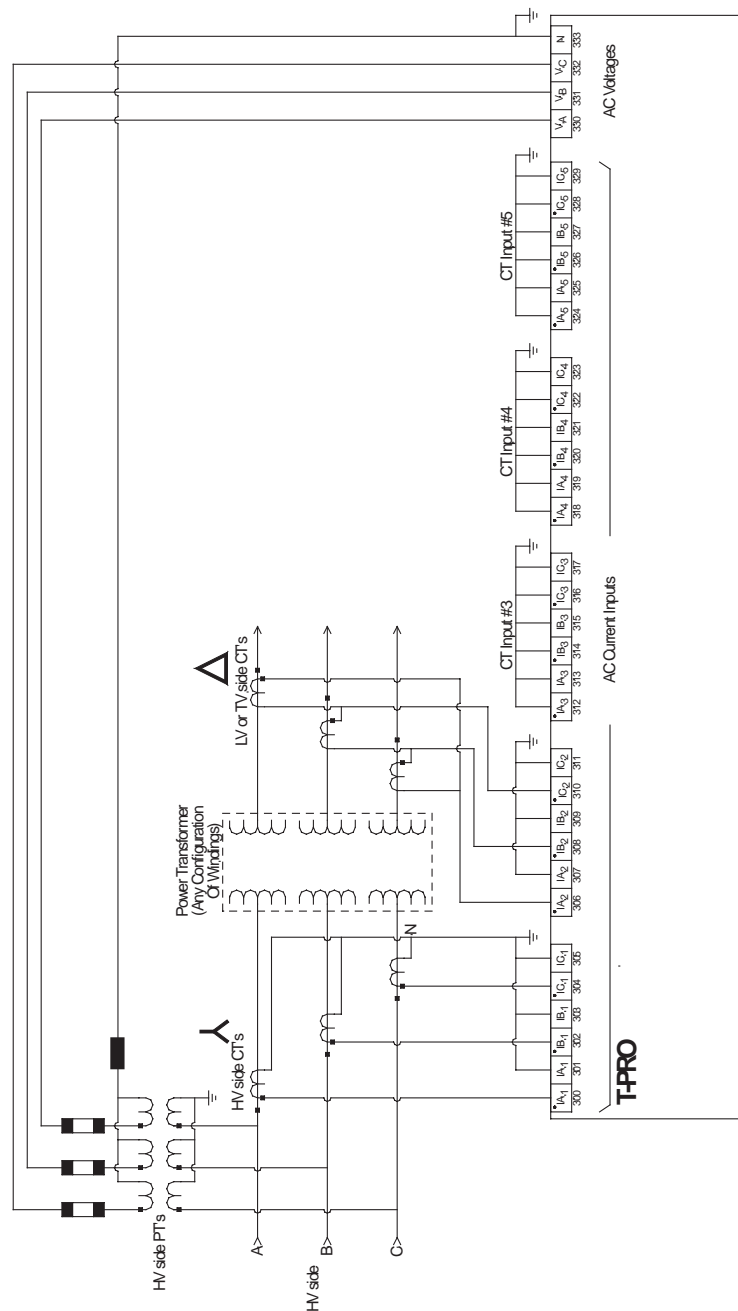 HV side PT's
HV side
A
B
C
HV side CT's
N
Power Transformer
(Any Configuration
Of Windings)
LV or TV side CT's
T-PRO
IA1 IA1 IB1 IB1 IC1 IC1
300 301 302 303 304 305
IA2 IA2 IB2 IB2 IC2 IC2
306 307 308 309 310 311
CT Input #3
IA3 IA3 IB3 IB3 IC3 IC3
312 313 314 315 316 317
AC Current Inputs
CT Input #4
IA4 IA4 IB4 IB4 IC4 IC4
318 319 320 321 322 323
CT Input #5
IA5 IA5 IB5 IB5 IC5 IC5
324 325 326 327 328 329
VA VB VC N
330 331 332 333
AC Voltages